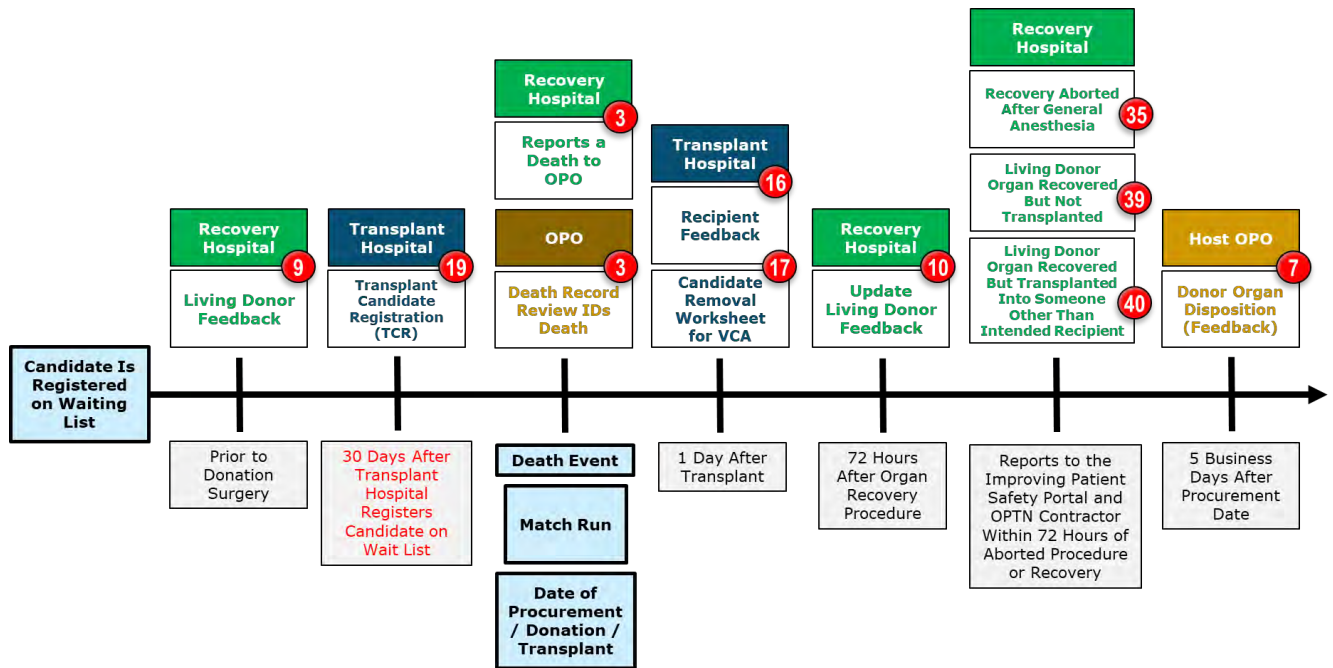 Candidate Is
Registered
on Waiting
List
Recovery
Hospital
9
Living Donor
Feedback
Prior to
Donation
Surgery
Transplant
Hospital
19
Transplant
Candidate
Registration
(TCR)
30 Days After
Transplant
Hospital
Registers
Candidate on
Wait List
Recovery
Hospital
3
Reports a
Death to
OPO
OPO
3
Death Record
Review IDs
Death
Death Event
Match Run
Date of
Procurement
/ Donation /
Transplant
Transplant
Hospital
16
Recipient
Feedback
17
Candidate
Removal
Worksheet
for VCA
1 Day After
Transplant
Recovery
Hospital
10
Update
Living Donor
Feedback
72 Hours
After Organ
Recovery
Procedure
Recovery
Hospital
Recovery Aborted
After General
Anesthesia
35
Living Donor
Organ Recovered
But Not
Transplanted
39
Living Donor
Organ Recovered
But Transplanted
Into Someone
Other Than
Intended Recipient
40
Reports to the
Improving Patient
Safety Portal and
OPTN Contractor
Within 72 Hours of
Aborted Procedure
or Recovery
Host OPO
7
Donor Organ
Disposition
(Feedback)
5 Business
Days After
Procurement
Date